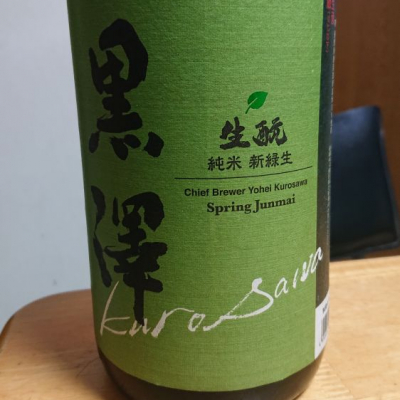 黒澤
生酛
純米 新緑生
Chief Brewer Yohei Kurosawa
Spring Junmai
Kurosawa